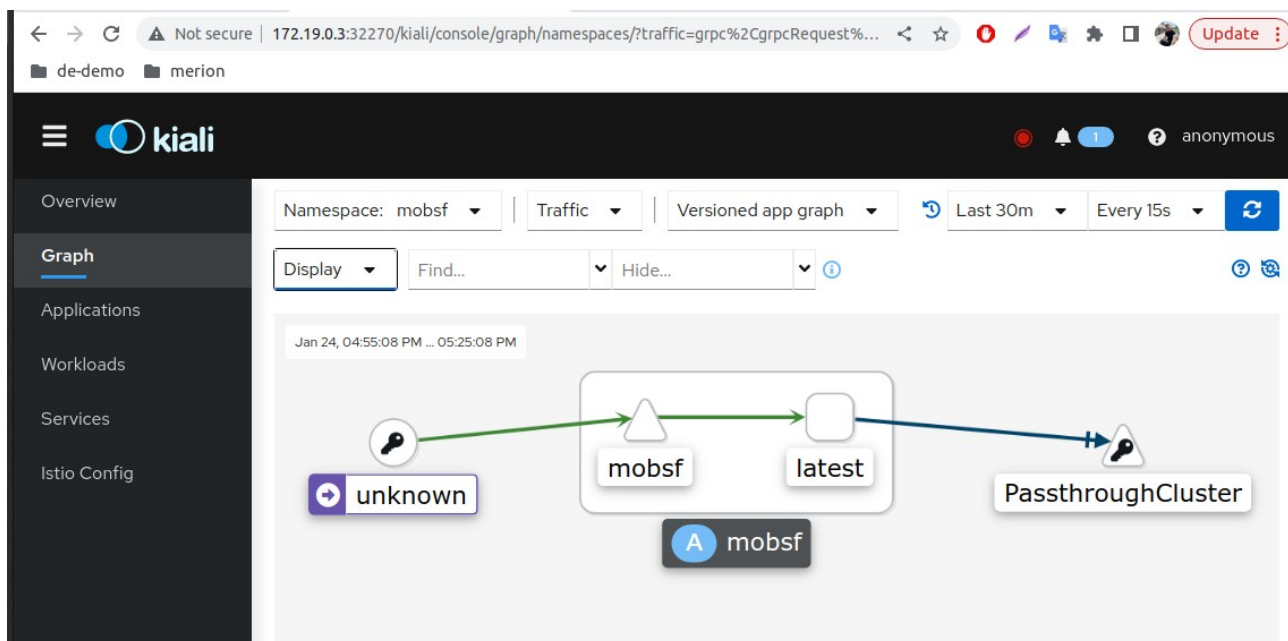 Not secure | 172.19.0.3:32270/kiali/console/graph/namespaces/?traffic=grpc%2CgrpcRequest%... Update
de-demo merion
kiali 1 anonymous
Overview
Namespace: mobsf Traffic Versioned app graph Last 30m Every 15s
Graph
Display Find... Hide...
Applications
Jan 24, 04:55:08 PM ... 05:25:08 PM
Workloads
Services
Istio Config
mobsf latest
unknown PassthroughCluster
A mobsf